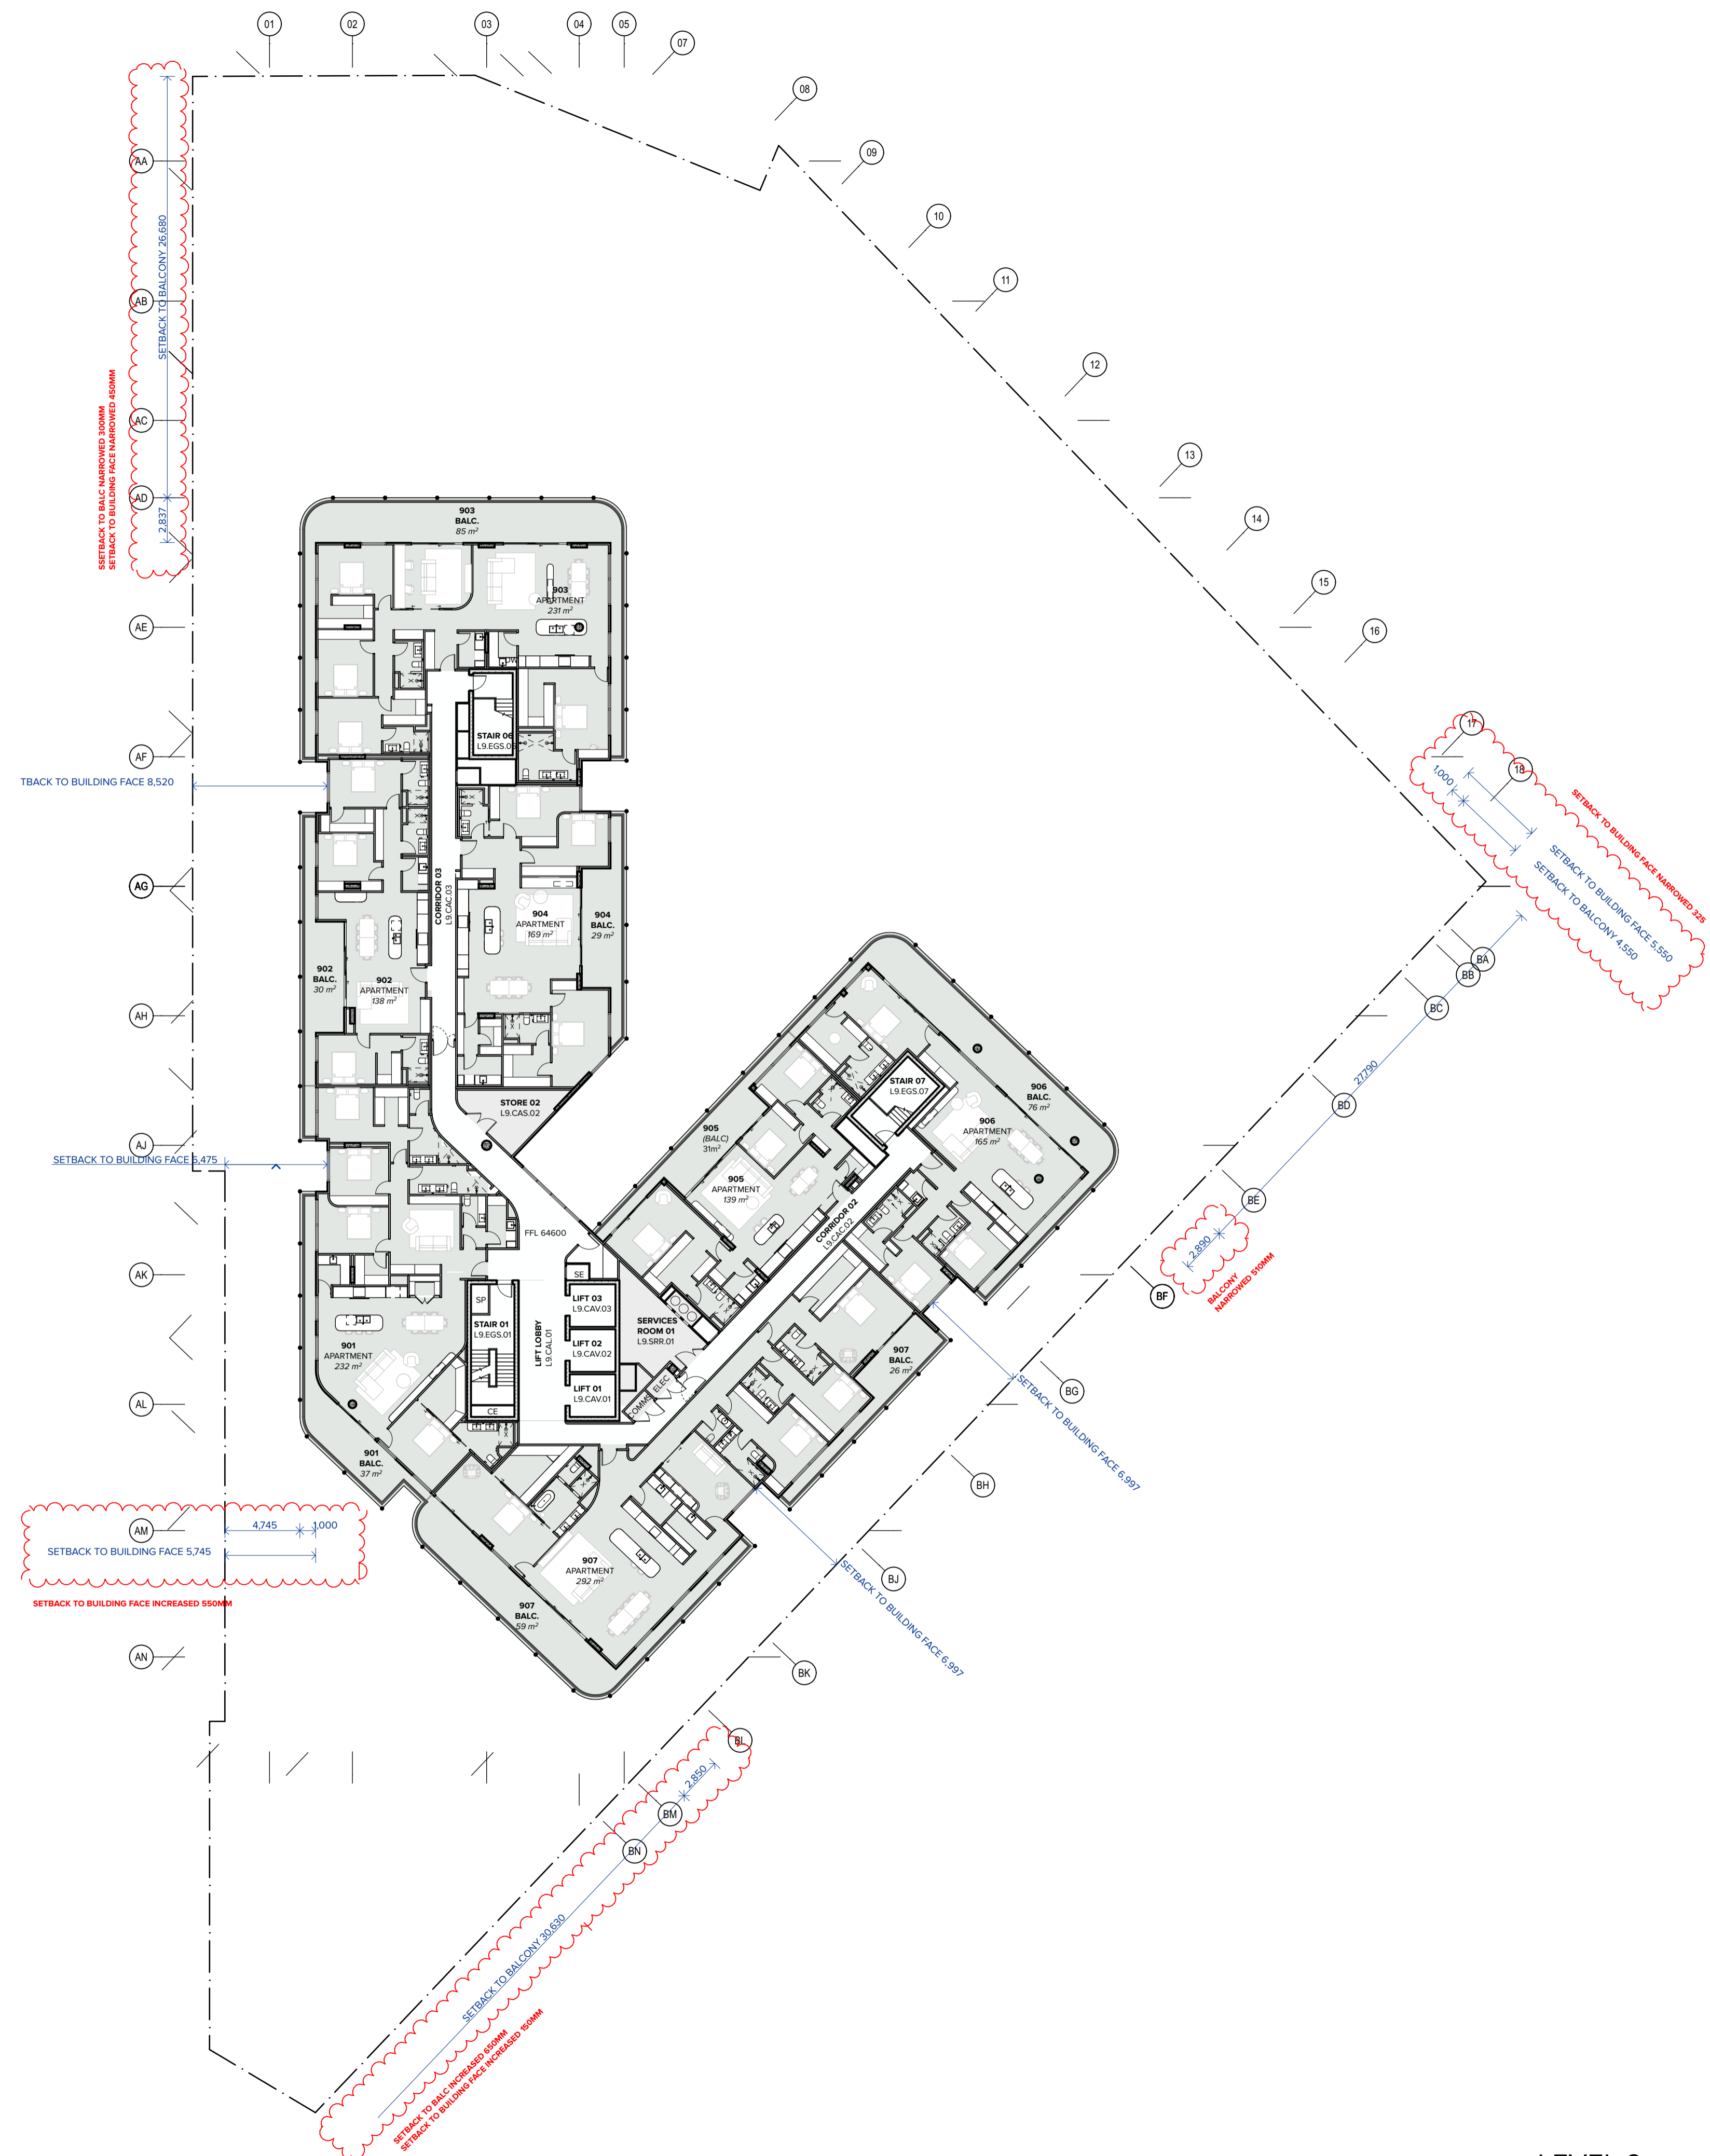 01
02
03
04
05
07
08
09
10
11
12
13
14
15
16
17
18
AA
AB
AC
AD
AE
AF
AG
AH
AJ
AK
AL
AM
AN
SETBACK TO BALCONY 26,680
2,837
SSETBACK TO BALC NARROWED 300MM
SETBACK TO BUILDING FACE NARROWED 450MM
TBACK TO BUILDING FACE 8,520
SETBACK TO BUILDING FACE 6,475
4,745
1,000
SETBACK TO BUILDING FACE 5,745
SETBACK TO BUILDING FACE INCREASED 550MM
903
BALC.
85 m²
903
APARTMENT
231 m²
DW
STAIR 06
L9.EGS.06
CORRIDOR 03
L9.CAC.03
904
APARTMENT
169 m²
904
BALC.
29 m²
902
BALC.
30 m²
902
APARTMENT
138 m²
STORE 02
L9.CAS.02
FFL 64600
SE
SP
STAIR 01
L9.EGS.01
CE
LIFT LOBBY
L9.CAL.01
LIFT 03
L9.CAV.03
LIFT 02
L9.CAV.02
LIFT 01
L9.CAV.01
SERVICES
ROOM 01
L9.SRR.01
COMMS
ELEC
901
APARTMENT
232 m²
901
BALC.
37 m²
905
(BALC)
31m²
905
APARTMENT
139 m²
STAIR 07
L9.EGS.07
CORRIDOR 02
L9.CAC.02
906
BALC.
76 m²
906
APARTMENT
165 m²
907
BALC.
26 m²
907
APARTMENT
292 m²
907
BALC.
59 m²
1,000
SETBACK TO BUILDING FACE NARROWED 325
SETBACK TO BUILDING FACE 5,550
SETBACK TO BALCONY 4,550
BA
BB
BC
BD
BE
BF
BG
BH
BJ
BK
BL
BM
BN
27,790
2,890
BALCONY
NARROWED 510MM
SETBACK TO BUILDING FACE 6,997
SETBACK TO BUILDING FACE 6,997
2,850
SETBACK TO BALCONY 30,630
SETBACK TO BALC INCREASED 650MM
SETBACK TO BUILDING FACE INCREASED 150MM